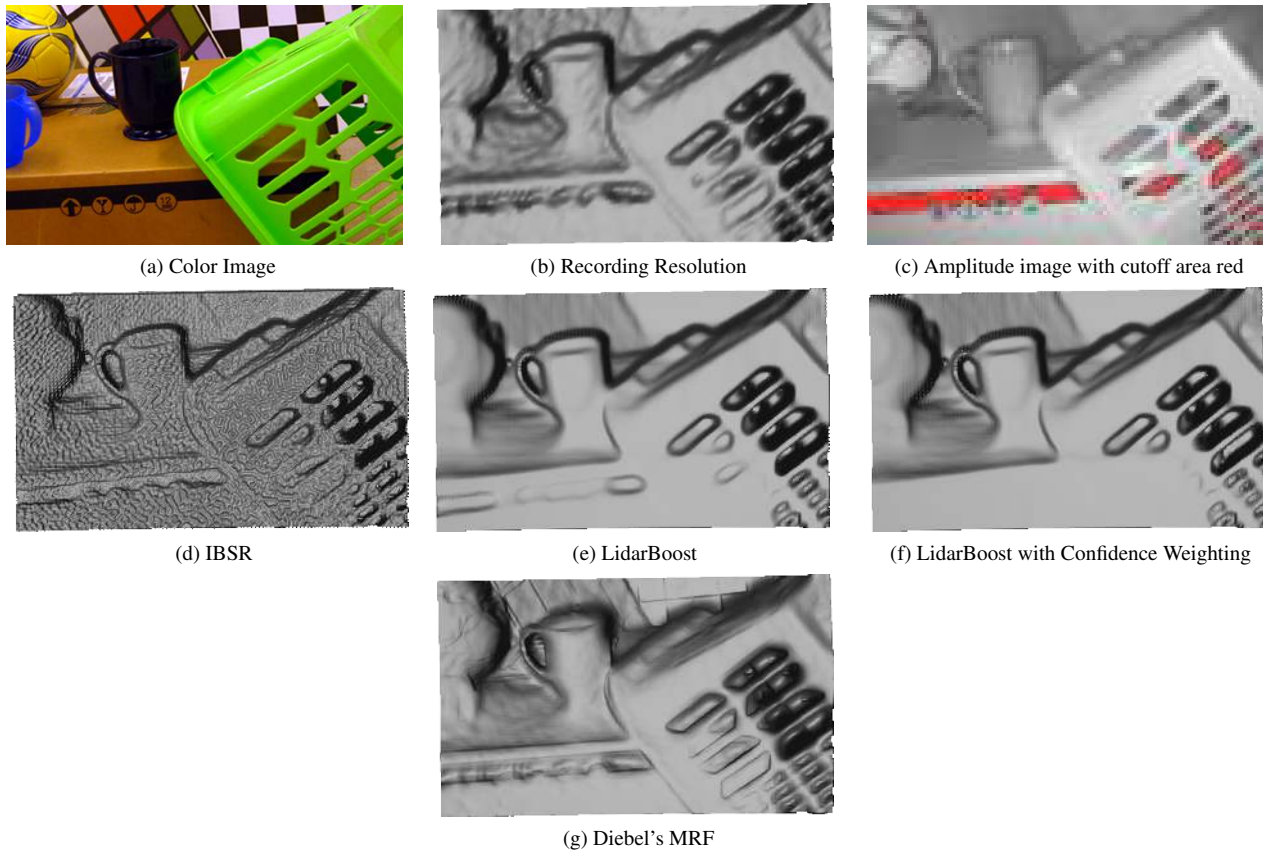 (a) Color Image
(b) Recording Resolution
(c) Amplitude image with cutoff area red
(d) IBSR
(e) LidarBoost
(f) LidarBoost with Confidence Weighting
(g) Diebel's MRF